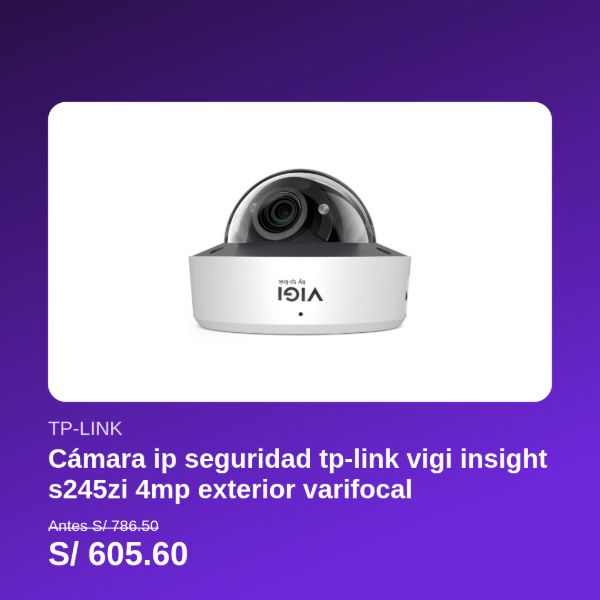 by tp-link
VIGI
TP-LINK
Cámara ip seguridad tp-link vigi insight
s245zi 4mp exterior varifocal
Antes S/ 786.50
S/ 605.60